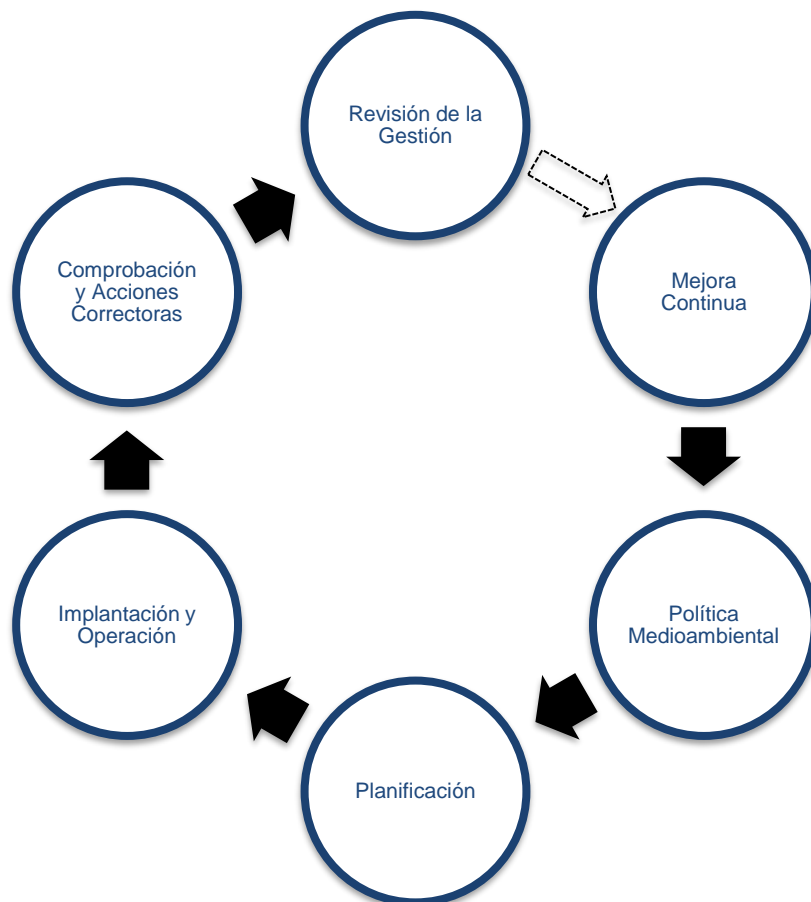 Revisión de la
Gestión
Mejora
Continua
Política
Medioambiental
Planificación
Implantación y
Operación
Comprobación
y Acciones
Correctoras